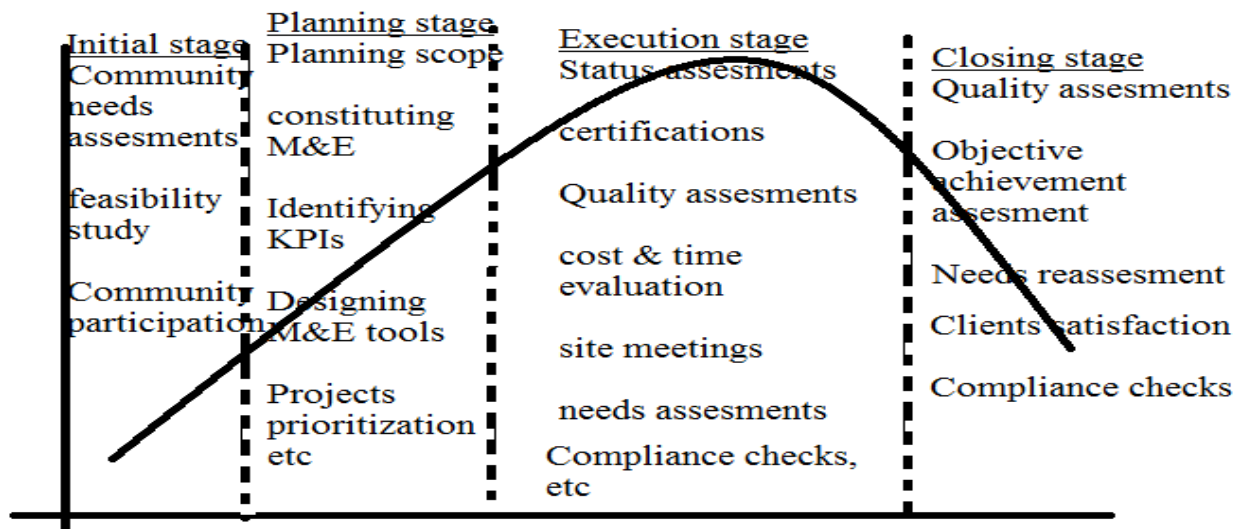 Initial stage
Community
needs
assesments
feasibility
study
Community
participation
Planning stage
Planning scope
constituting
M&E
Identifying
KPIs
Designing
M&E tools
Projects
prioritization
etc
Execution stage
Status assesments
certifications
Quality assesments
cost & time
evaluation
site meetings
needs assesments
Compliance checks,
etc
Closing stage
Quality assesments
Objective
achievement
assesment
Needs reassesment
Clients satisfaction
Compliance checks